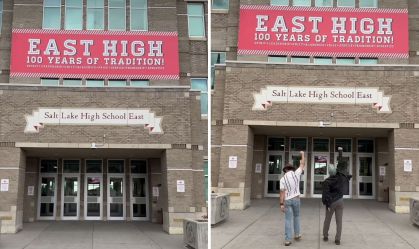 EAST HIGH
100 YEARS OF TRADITION!
Salt Lake High School East
EAST HIGH
100 YEARS OF TRADITION!
Salt Lake High School East